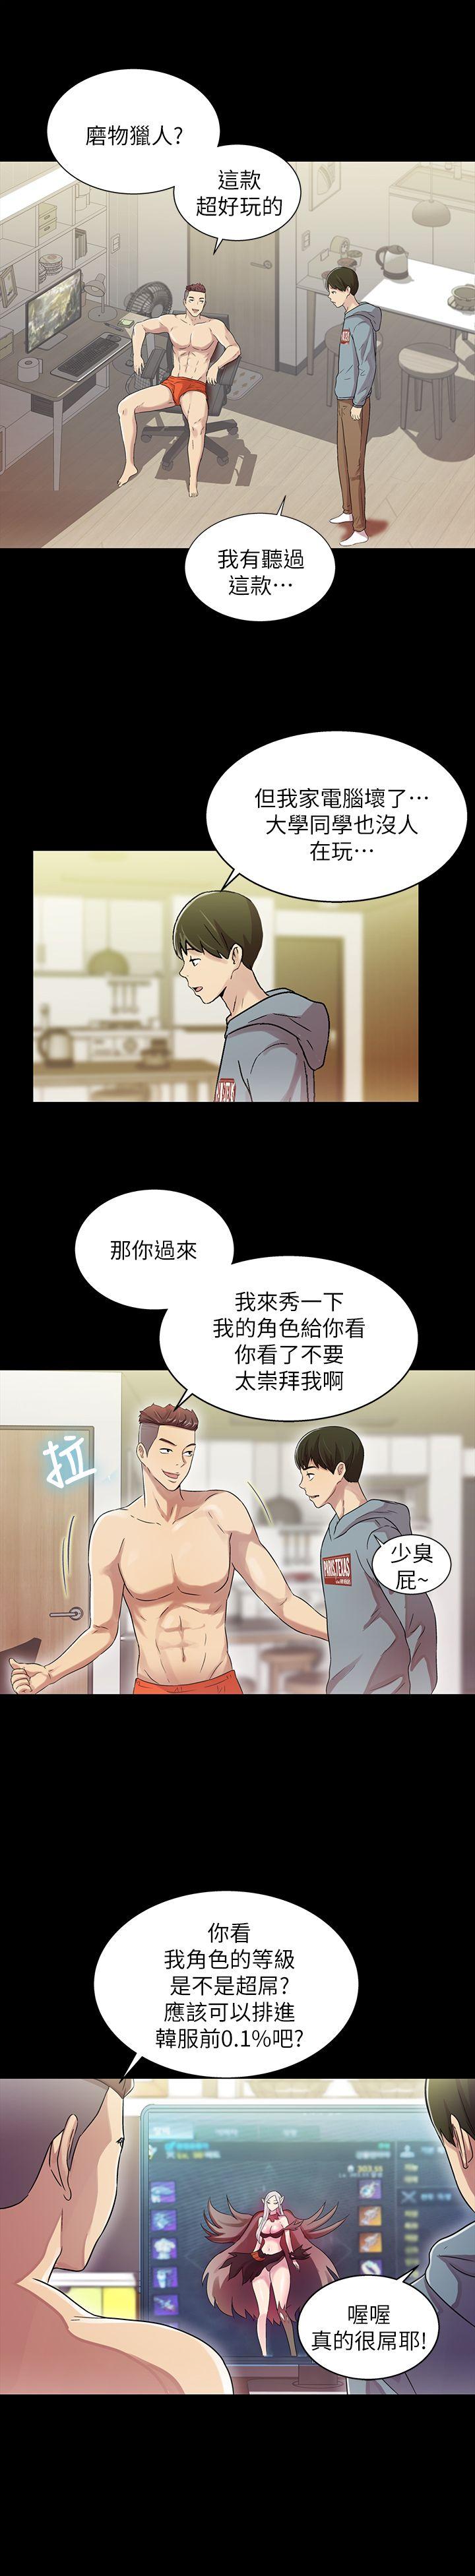 磨物獵人?
這款
超好玩的
我有聽過
這款…
但我家電腦壞了…
大學同學也沒人
在玩…
那你過來
我來秀一下
我的角色給你看
你看了不要
太崇拜我啊
拉
PARIS.TEXAS
少臭
屁~
你看
我角色的等級
是不是超屌?
應該可以排進
韓服前0.1%吧?
喔喔
真的很屌耶!